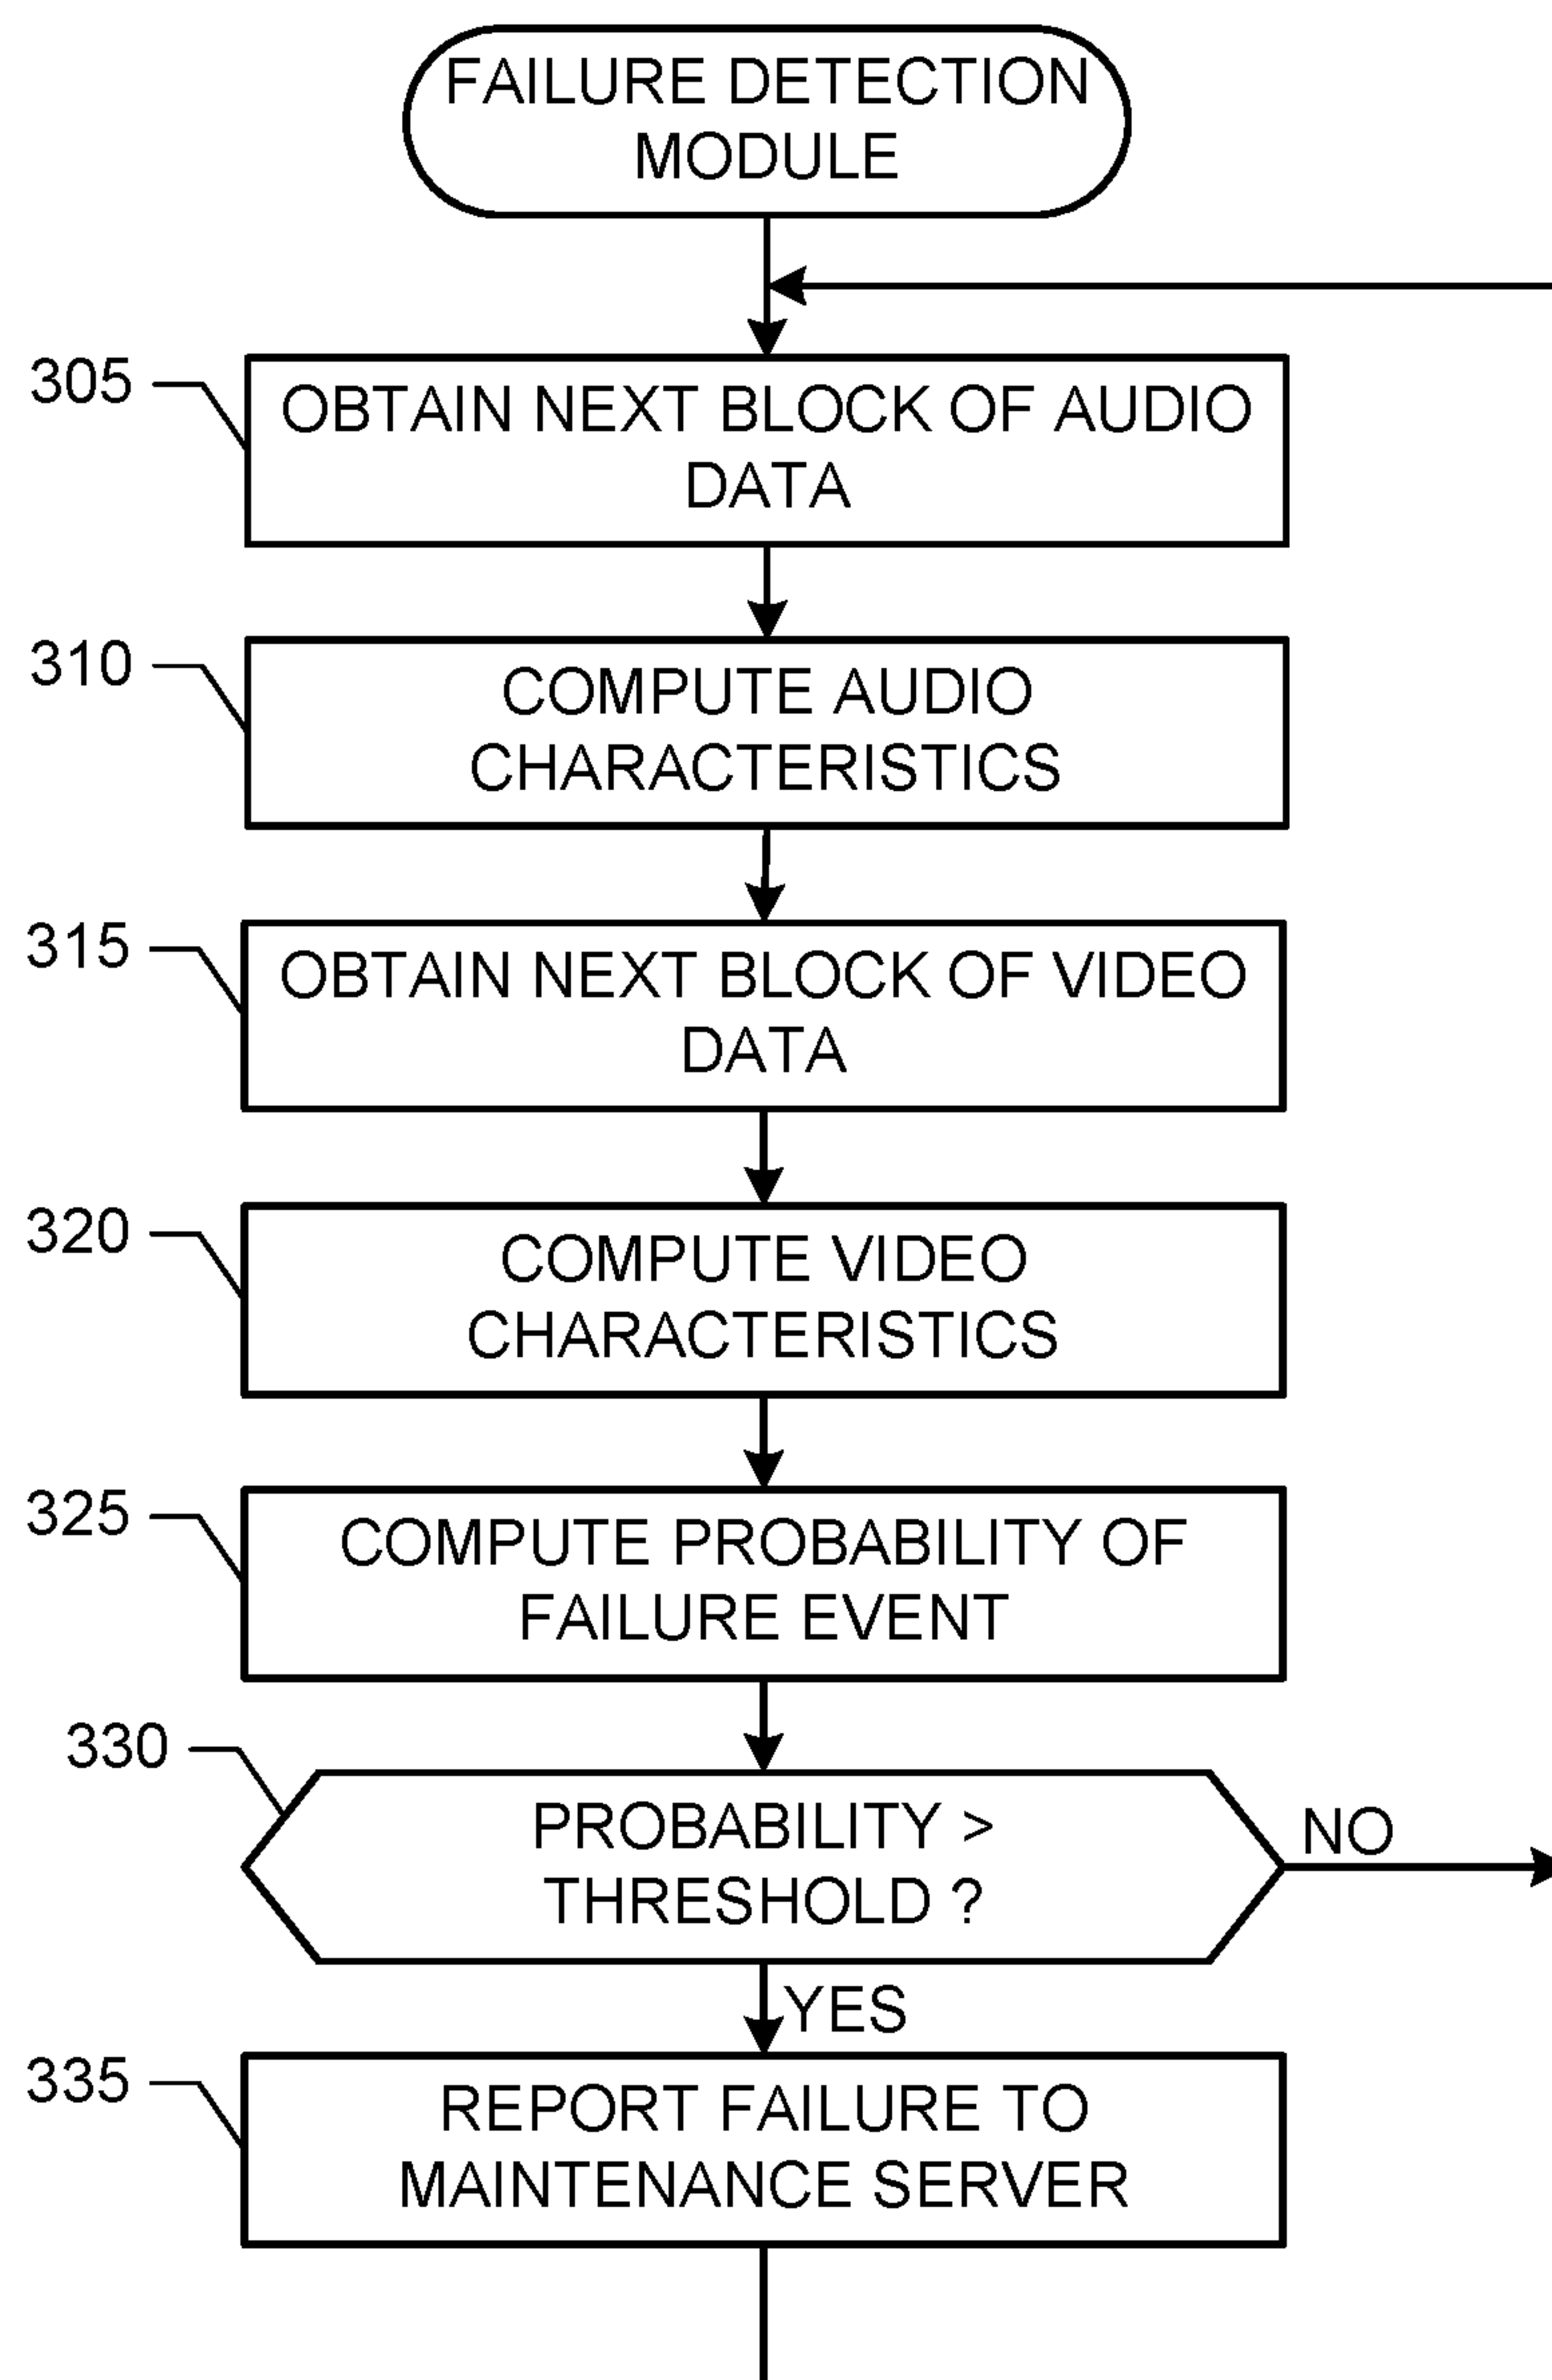 FAILURE DETECTION
MODULE
305
OBTAIN NEXT BLOCK OF AUDIO
DATA
310
COMPUTE AUDIO
CHARACTERISTICS
315
OBTAIN NEXT BLOCK OF VIDEO
DATA
320
COMPUTE VIDEO
CHARACTERISTICS
325
COMPUTE PROBABILITY OF
FAILURE EVENT
330
PROBABILITY >
THRESHOLD ?
NO
YES
335
REPORT FAILURE TO
MAINTENANCE SERVER